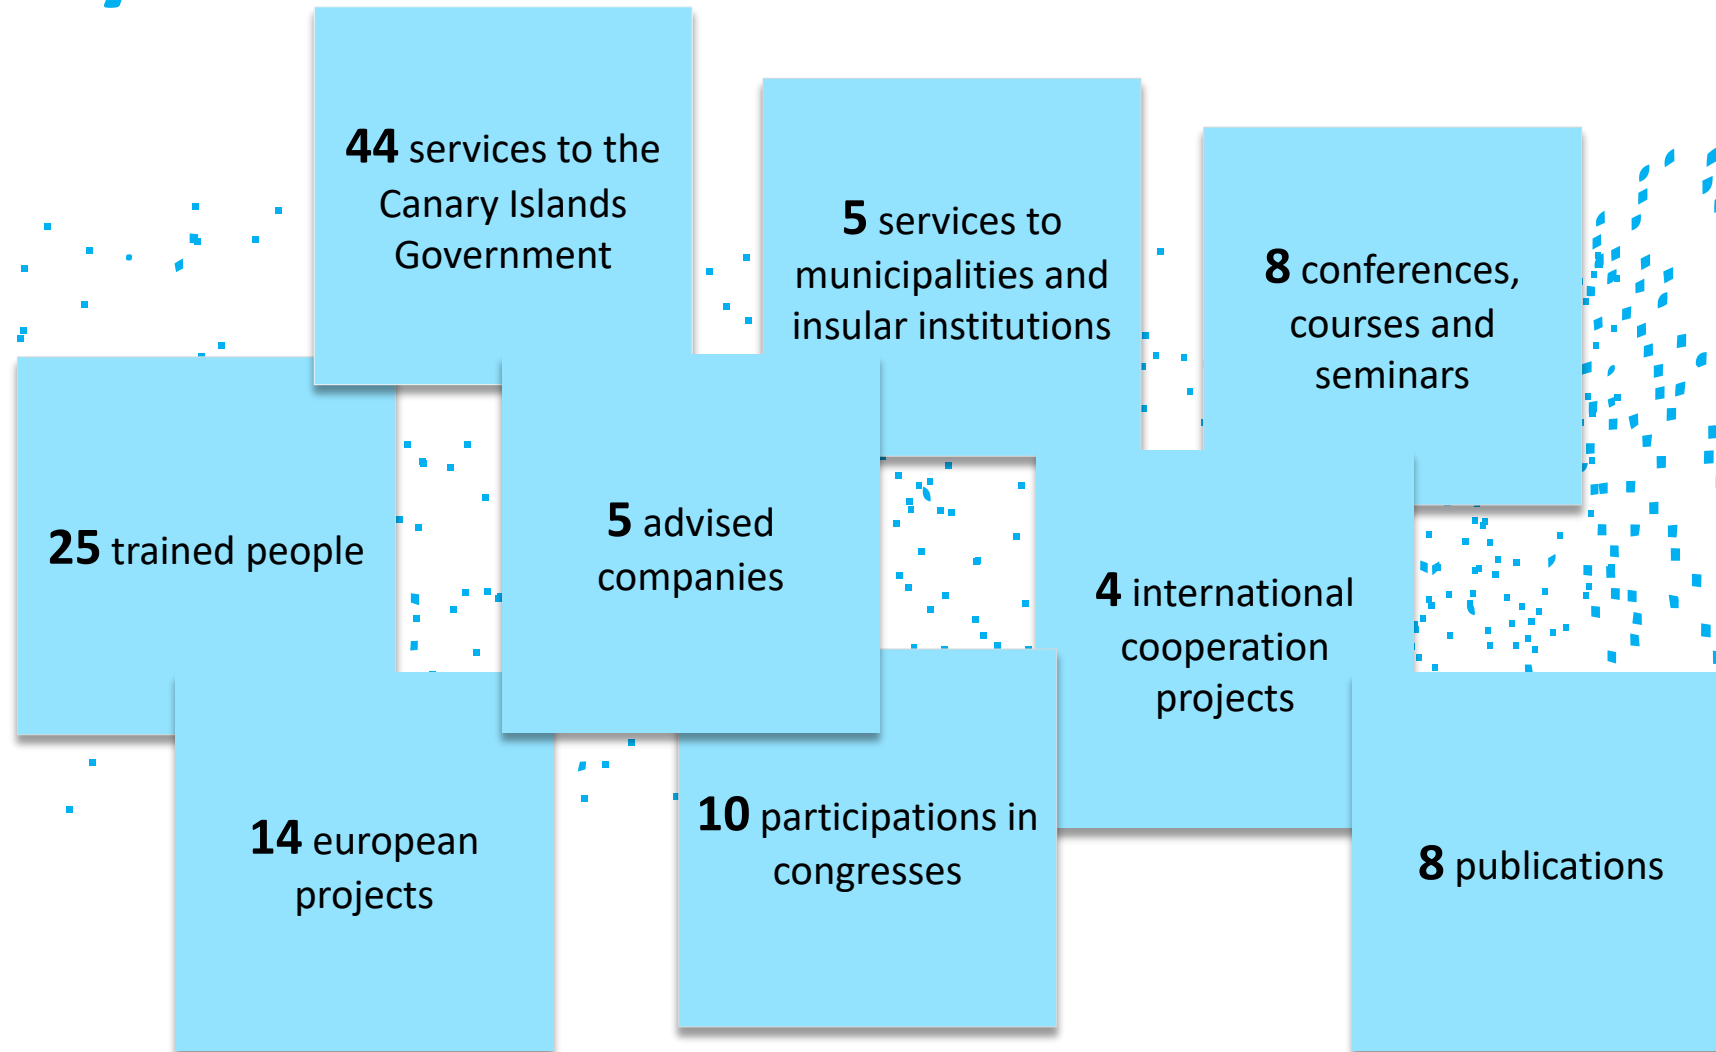 44 services to the
Canary Islands
Government
5 services to
municipalities and
insular institutions
8 conferences,
courses and
seminars
25 trained people
5 advised
companies
4 international
cooperation
projects
14 european
projects
10 participations in
congresses
8 publications